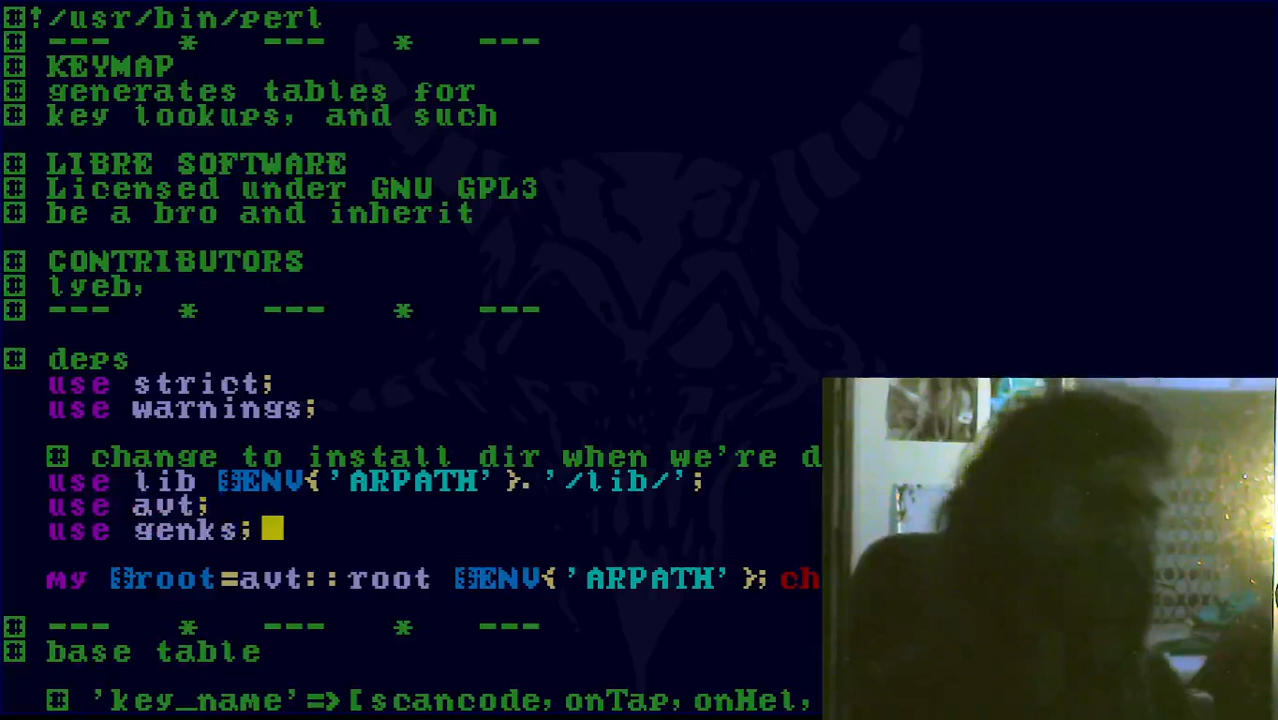 #!/usr/bin/perl
# --- * --- * ---
# KEYMAP
# generates tables for
# key lookups, and such
# LIBRE SOFTWARE
# Licensed under GNU GPL3
# be a bro and inherit
# CONTRIBUTORS
# lyeb,
# --- * --- * ---
# deps
use strict;
use warnings;
# change to install dir when we're d
use lib $ENV{'ARPATH'}.'/lib/';
use avt;
use genks;
my $root=avt::root $ENV{'ARPATH'}; ch
# --- * --- * ---
# base table
# 'key_name'=>[scancode,onTap,onHel,